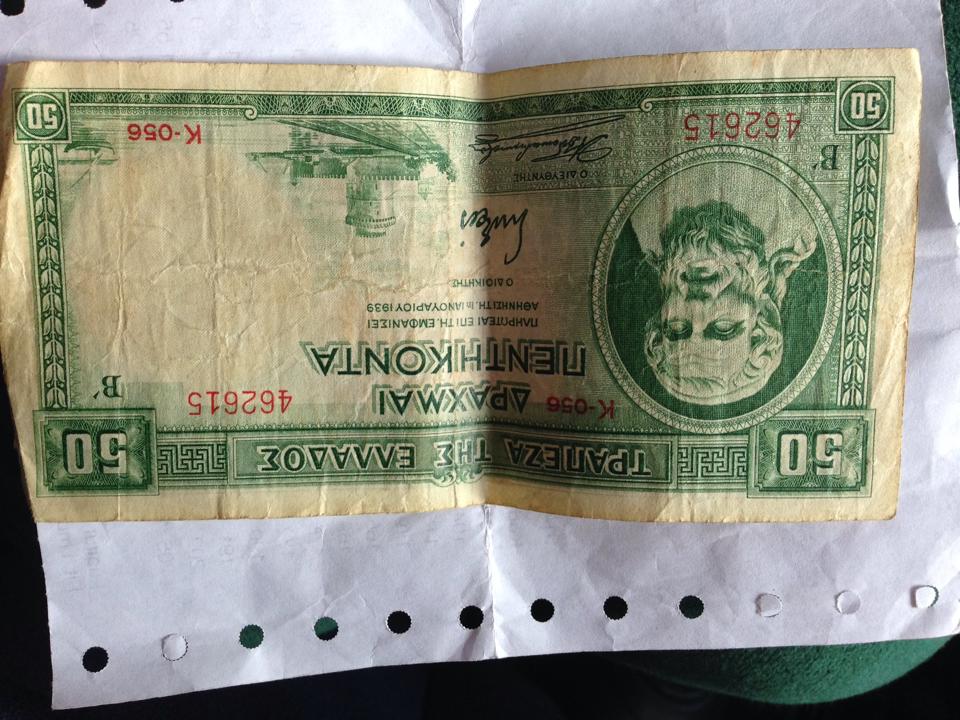 50 ΤΡΑΠΕΖΑ ΤΗΣ ΕΛΛΑΔΟΣ 50
Κ-056 ΔΡΑΧΜΑΙ 462615 Β΄
ΠΕΝΤΗΚΟΝΤΑ
ΠΛΗΡΩΤΕΑΙ ΕΠΙ ΤΗ, ΕΜΦΑΝΙΣΕΙ
ΑΘΗΝΗΣΙ ΤΗ, 1η ΙΑΝΟΥΑΡΙΟΥ 1939
Ο ΔΙΟΙΚΗΤΗΣ
Ο ΔΙΕΥΘΥΝΤΗΣ
Β΄ 462615 Κ-056
50 50